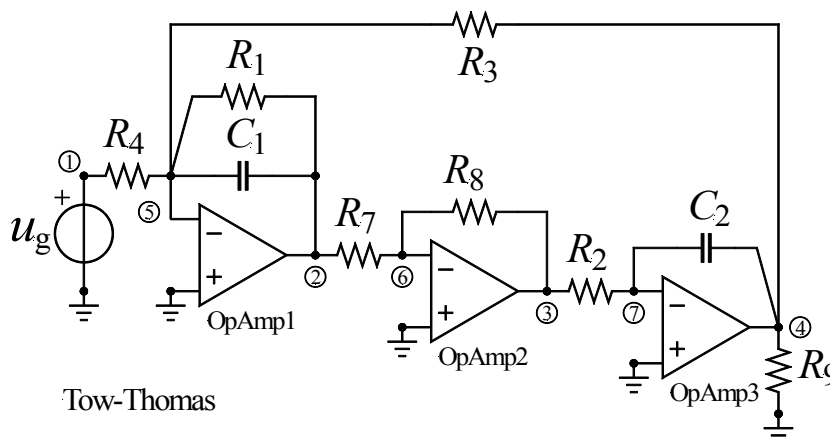 R3
R1
C1
R4
①
+
ug
⑤
−
+
OpAmp1
②
R7
⑥
R8
−
+
OpAmp2
③
R2
⑦
C2
−
+
OpAmp3
④
Tow-Thomas